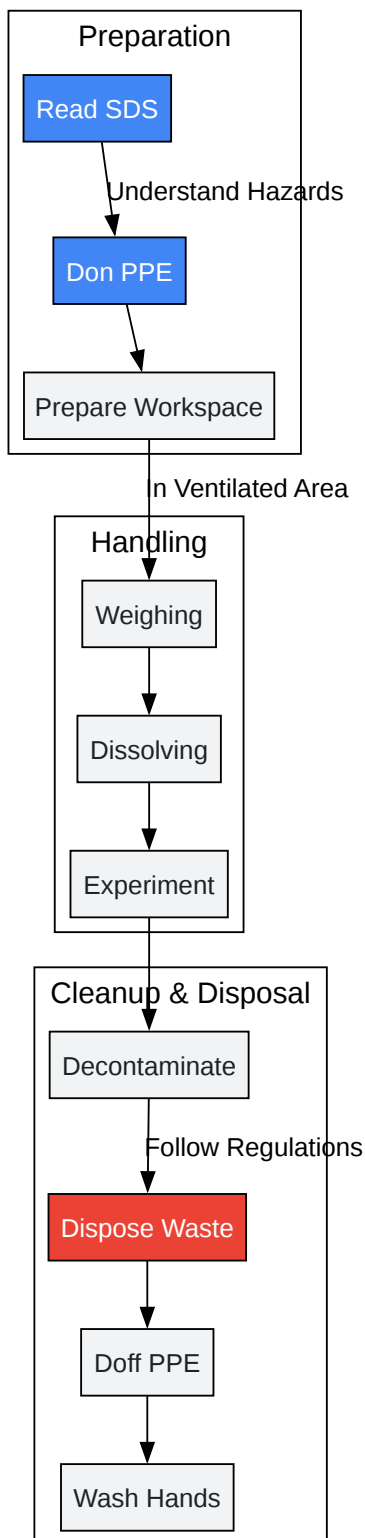 Preparation
Read SDS
Understand Hazards
Don PPE
Prepare Workspace
In Ventilated Area
Handling
Weighing
Dissolving
Experiment
Cleanup & Disposal
Decontaminate
Follow Regulations
Dispose Waste
Doff PPE
Wash Hands